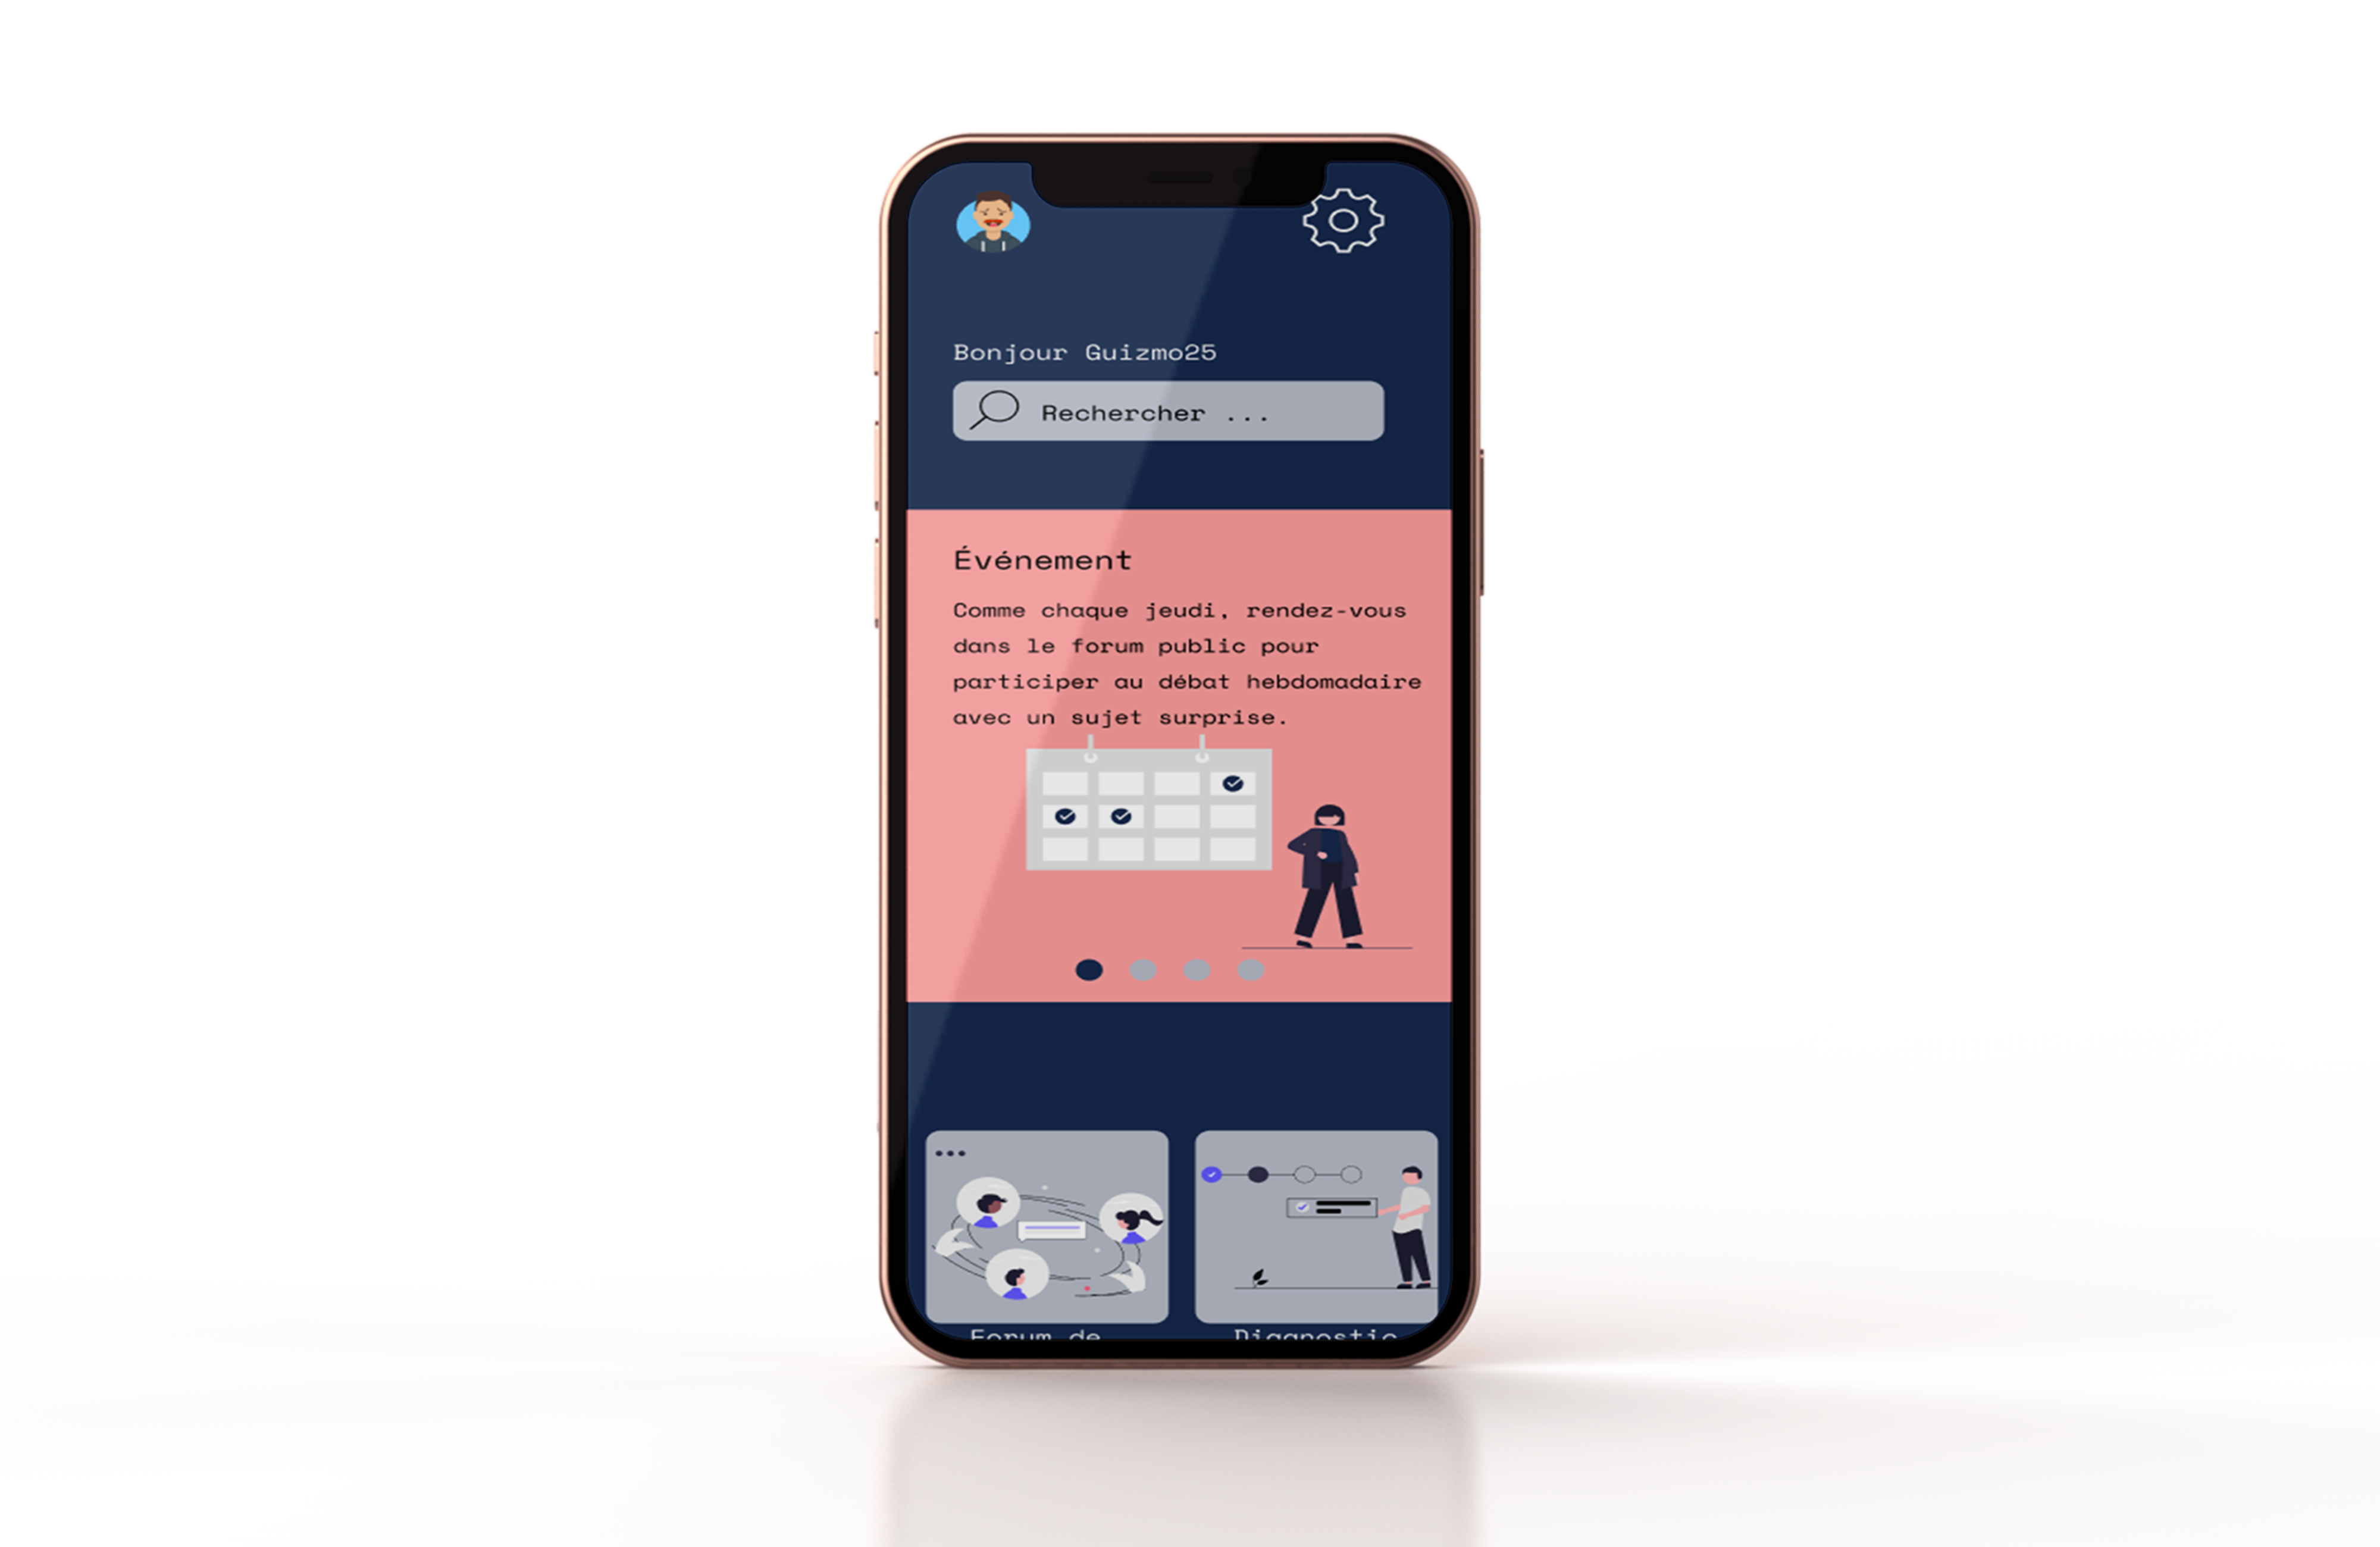 Bonjour Guizmo25
Rechercher ...
Événement
Comme chaque jeudi, rendez-vous
dans le forum public pour
participer au débat hebdomadaire
avec un sujet surprise.
Forum de
Diagnostic